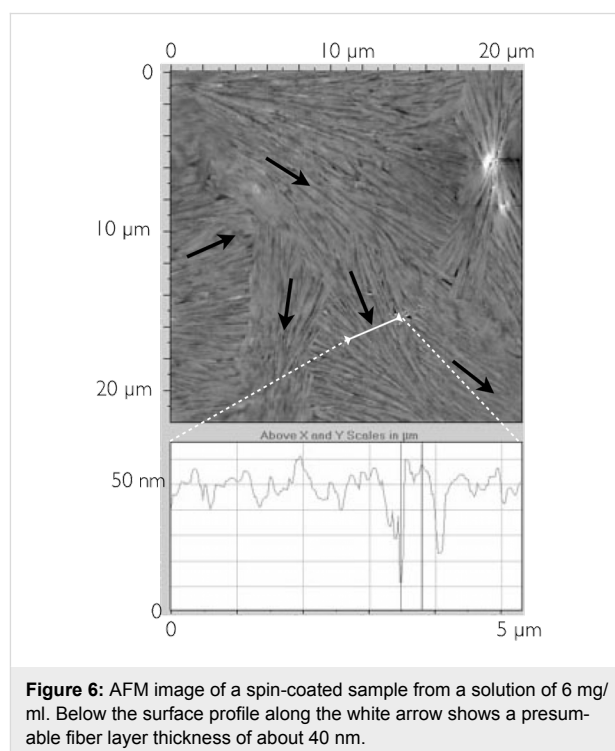 0 10 µm 20 µm
0
10 µm
20 µm
Above X and Y Scales in µm
50 nm
0
0 5 µm
Figure 6: AFM image of a spin-coated sample from a solution of 6 mg/
ml. Below the surface profile along the white arrow shows a presum-
able fiber layer thickness of about 40 nm.